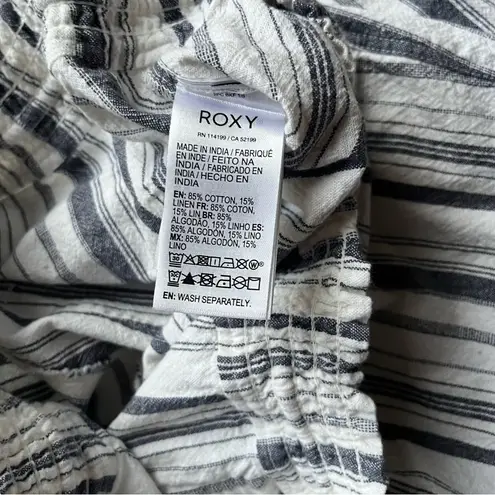 ROXY
RN 114199 / CA 52199
MADE IN INDIA / FABRIQUÉ
EN INDE / FEITO NA
INDIA / FABRICADO EN
INDIA / HECHO EN
INDIA
EN: 85% COTTON, 15%
LINEN FR: 85% COTON,
15% LIN BR: 85%
ALGODÃO, 15% LINHO ES:
85% ALGODÓN, 15% LINO
MX: 85% ALGODÓN, 15%
LINO
EN: WASH SEPARATELY.